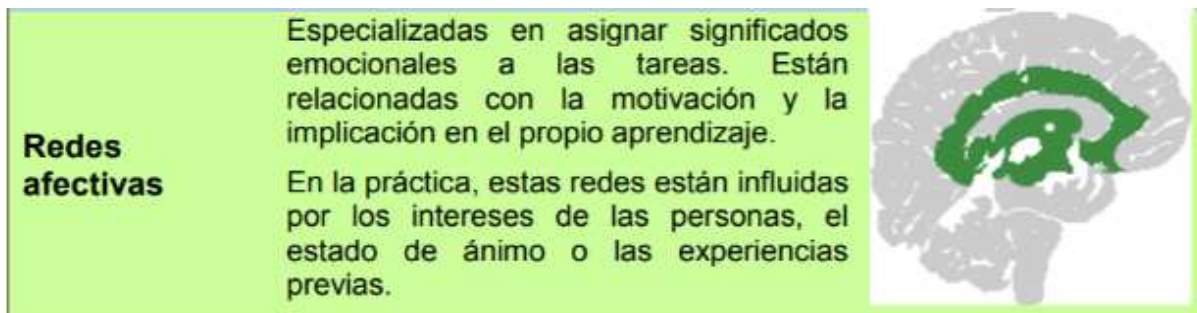 Redes
afectivas
Especializadas en asignar significados
emocionales a las tareas. Están
relacionadas con la motivación y la
implicación en el propio aprendizaje.
En la práctica, estas redes están influidas
por los intereses de las personas, el
estado de ánimo o las experiencias
previas.